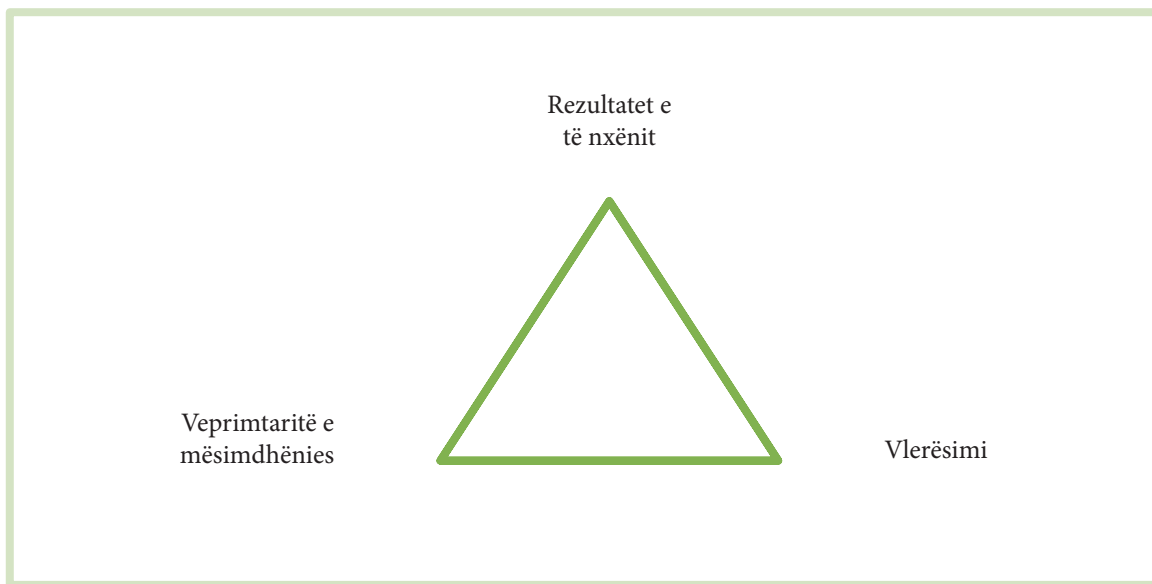 Rezultatet e
të nxënit
Veprimtaritë e
mësimdhënies
Vlerësimi